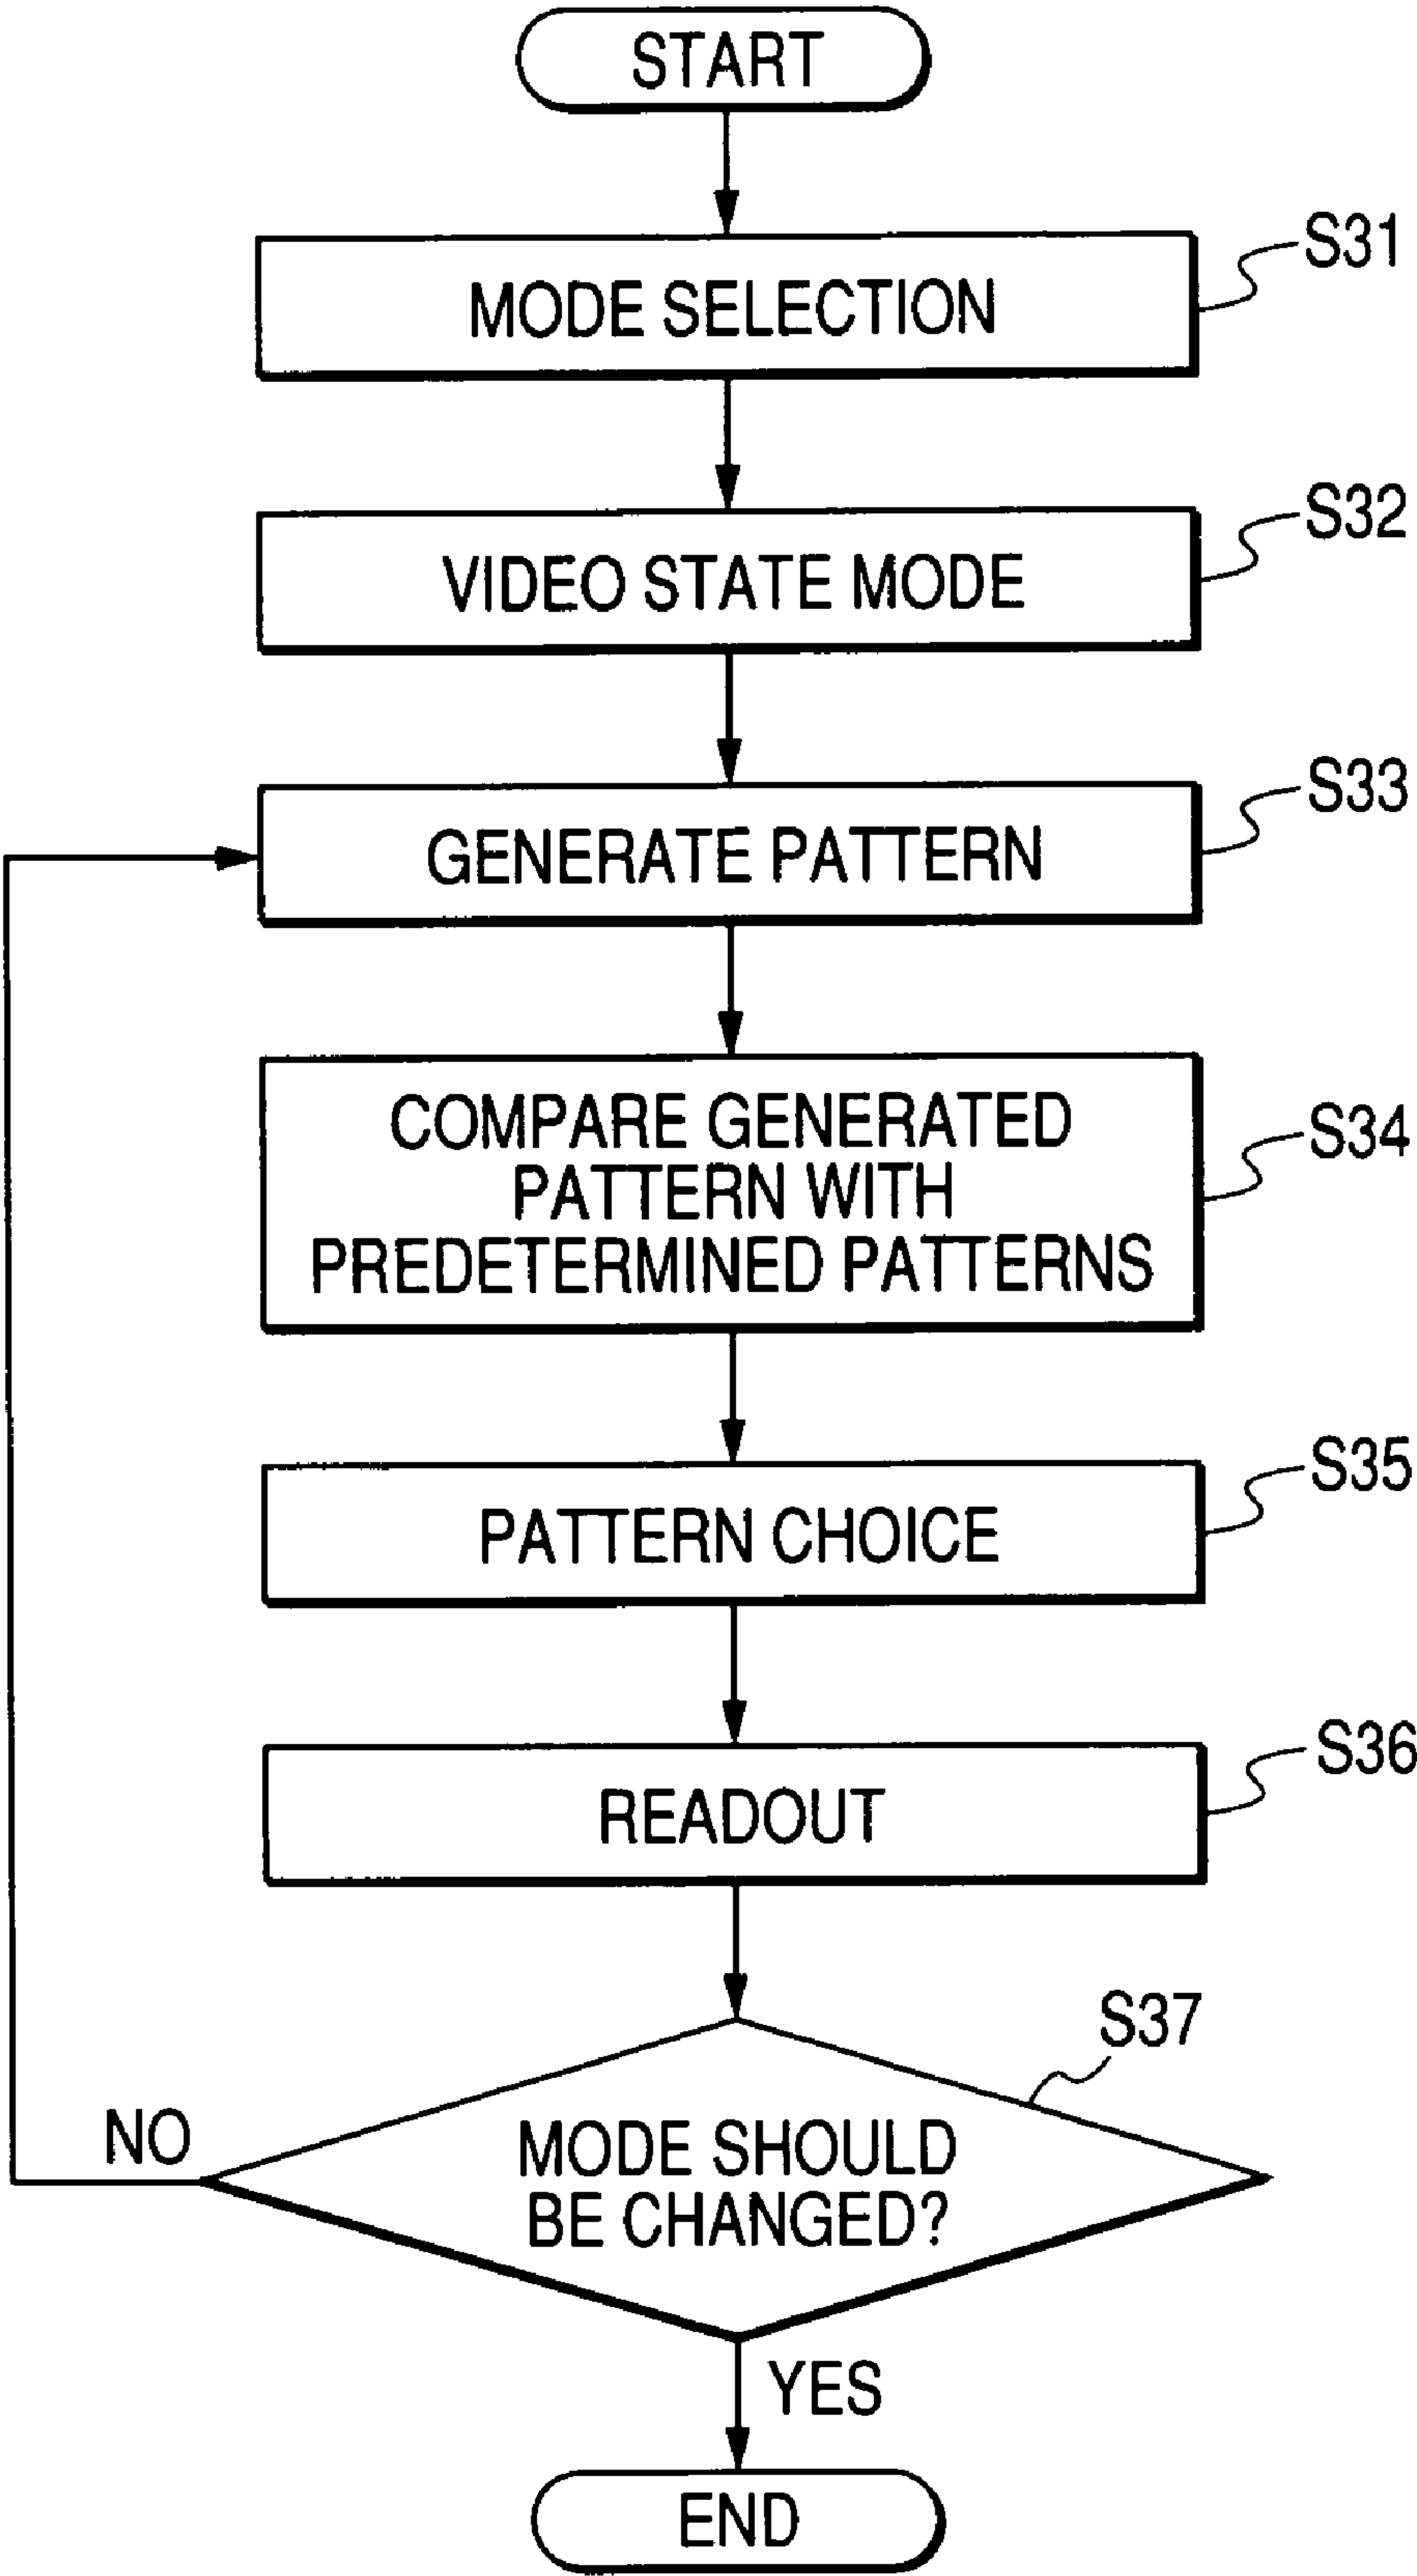 START
S31
MODE SELECTION
S32
VIDEO STATE MODE
S33
GENERATE PATTERN
COMPARE GENERATED
S34
PATTERN WITH
PREDETERMINED PATTERNS
S35
PATTERN CHOICE
S36
READOUT
S37
NO
MODE SHOULD
BE CHANGED?
YES
END